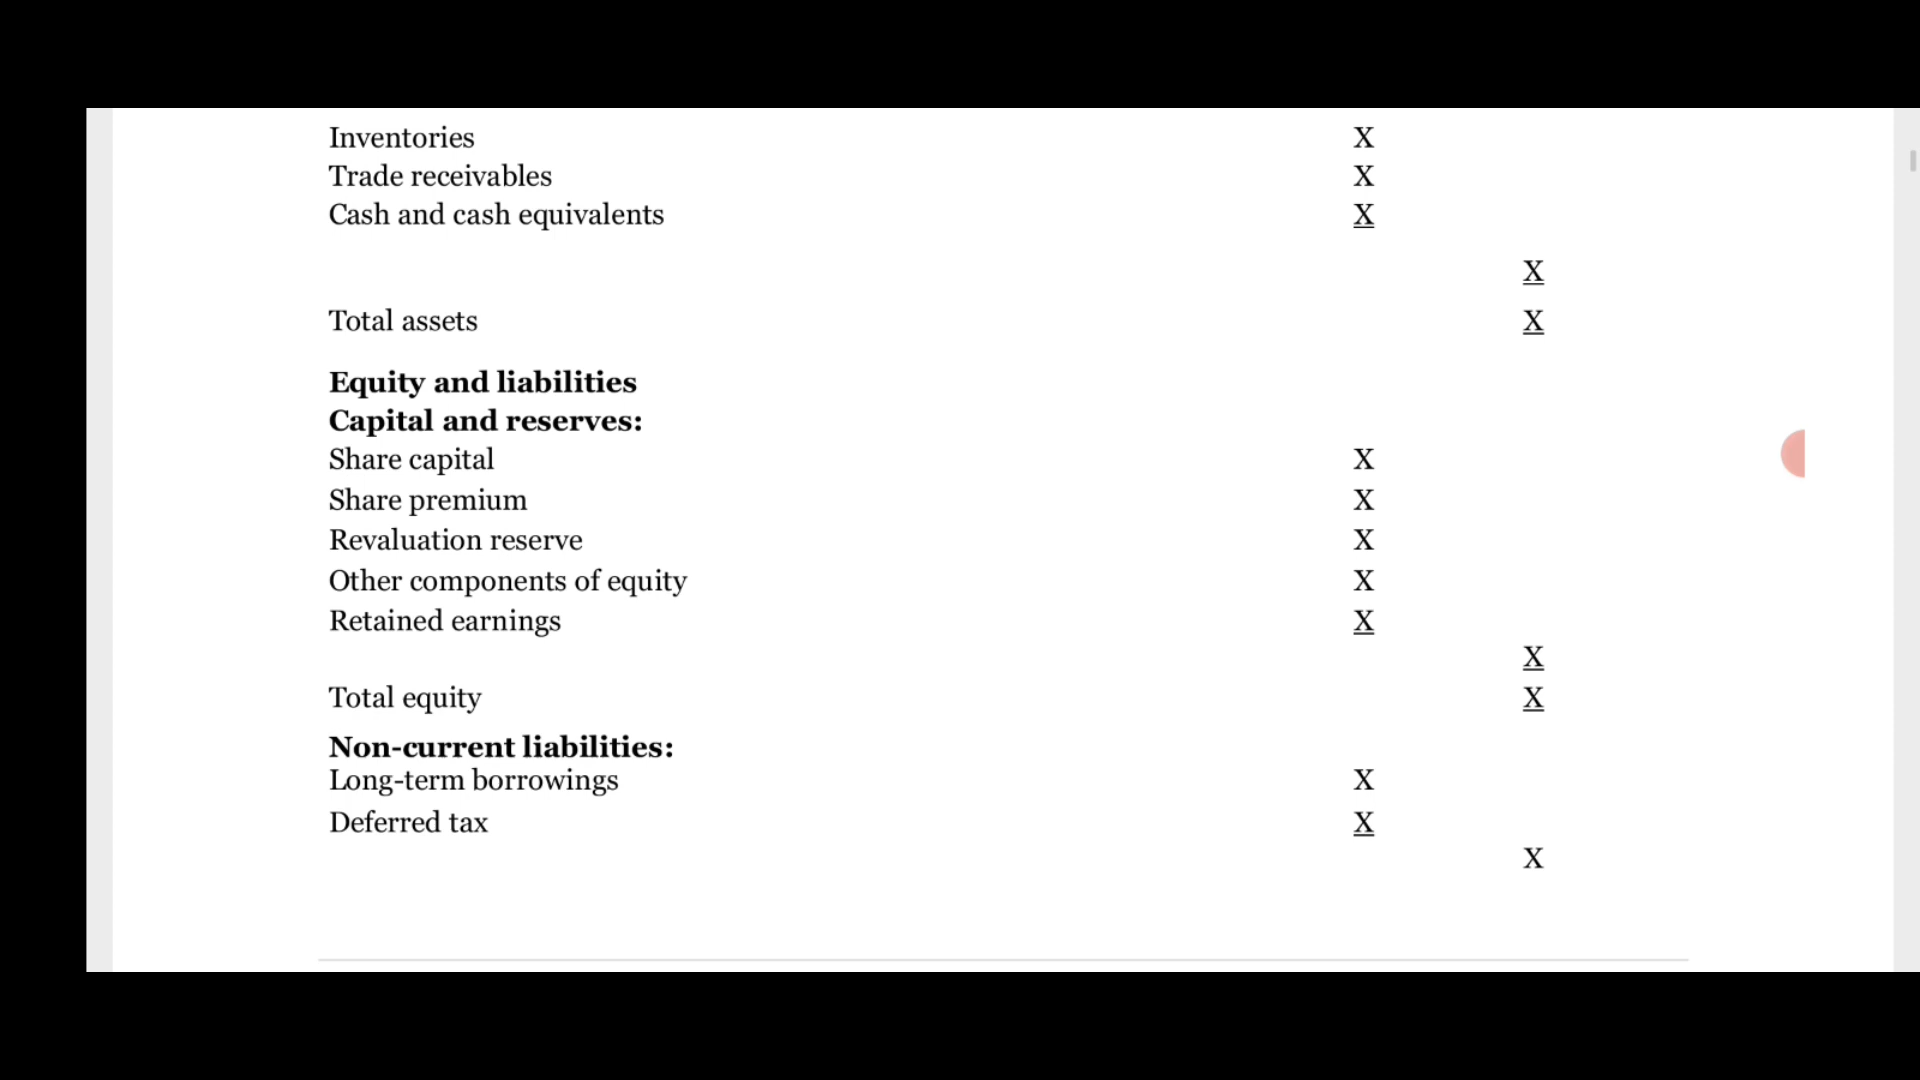 Inventories X
Trade receivables X
Cash and cash equivalents X
X
Total assets X
Equity and liabilities
Capital and reserves:
Share capital X
Share premium X
Revaluation reserve X
Other components of equity X
Retained earnings X
X
Total equity X
Non-current liabilities:
Long-term borrowings X
Deferred tax X
X